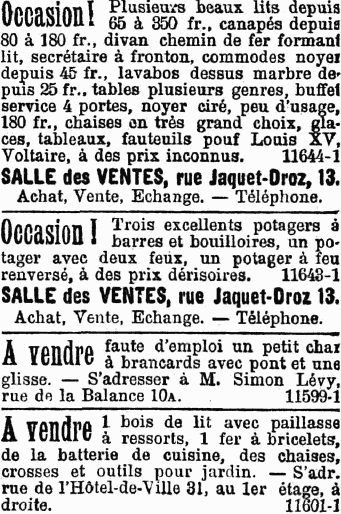 Occasion! Plusieurs beaux lits depuis
65 à 350 fr., canapés depuis
80 à 180 fr., divan chemin de fer formant
lit, secrétaire à fronton, commodes noyer
depuis 45 fr., lavabos dessus marbre de-
puis 25 fr., tables plusieurs genres, buffet
service 4 portes, noyer ciré, peu d'usage,
180 fr., chaises en très grand choix, gla-
ces, tableaux, fauteuils pouf Louis XV,
Voltaire, à des prix inconnus. 11644-1
SALLE des VENTES, rue Jaquet-Droz, 13.
Achat, Vente, Echange. — Téléphone.
Occasion! Trois excellents potagers à
barres et bouilloires, un po-
tager avec deux feux, un potager à feu
renversé, à des prix dérisoires. 11643-1
SALLE des VENTES, rue Jaquet-Droz 13.
Achat, Vente, Echange. — Téléphone.
A vendre faute d'emploi un petit char
à brancards avec pont et une
glisse. — S'adresser à M. Simon Lévy,
rue de la Balance 10A. 11599-1
A vendre 1 bois de lit avec paillasse
à ressorts, 1 fer à bricelets,
de la batterie de cuisine, des chaises,
crosses et outils pour jardin. — S'adr.
rue de l'Hôtel-de-Ville 31, au 1er étage, à
droite. 11601-1